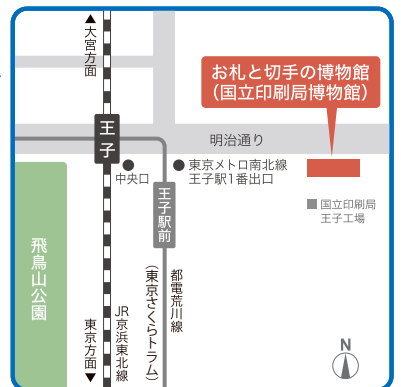 ▲大宮方面
お札と切手の博物館
（国立印刷局博物館）
王子
明治通り
中央口
東京メトロ南北線
王子駅1番出口
王子駅前
国立印刷局
王子工場
飛鳥山公園
東京方面▼
JR京浜東北線
（東京さくらトラム）
都電荒川線
N